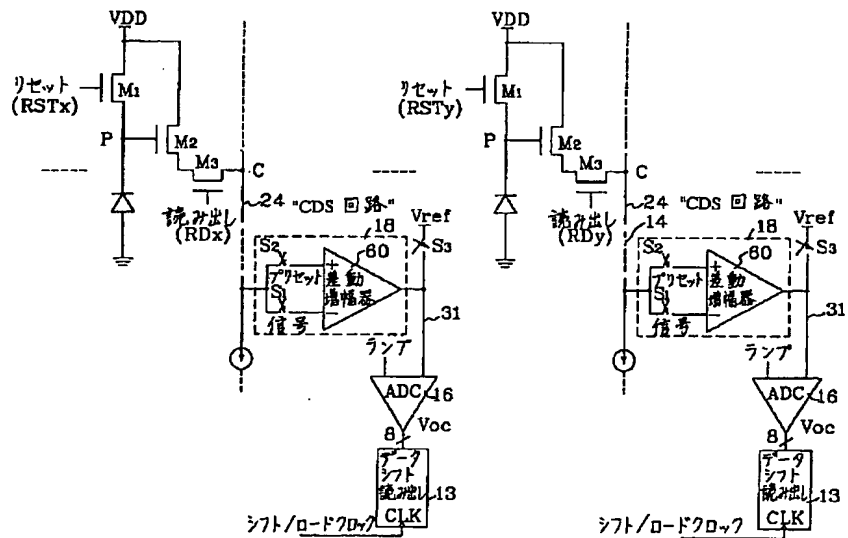 VDD
リセット
(RSTx)
M1
P
M2
M3
C
読み出し
(RDx)
24
"CDS 回路"
18
Vref
S2
60
S3
プリセット
差動
増幅器
+
-
S1
信号
31
ランプ
ADC
16
8
Voc
データ
シフト
読み出し
13
CLK
シフト/ロードクロック
VDD
リセット
(RSTy)
M1
P
M2
M3
C
読み出し
(RDy)
24
"CDS 回路"
14
18
Vref
S2
60
S3
プリセット
差動
増幅器
+
-
S1
信号
31
ランプ
ADC
16
8
Voc
データ
シフト
読み出し
13
CLK
シフト/ロードクロック